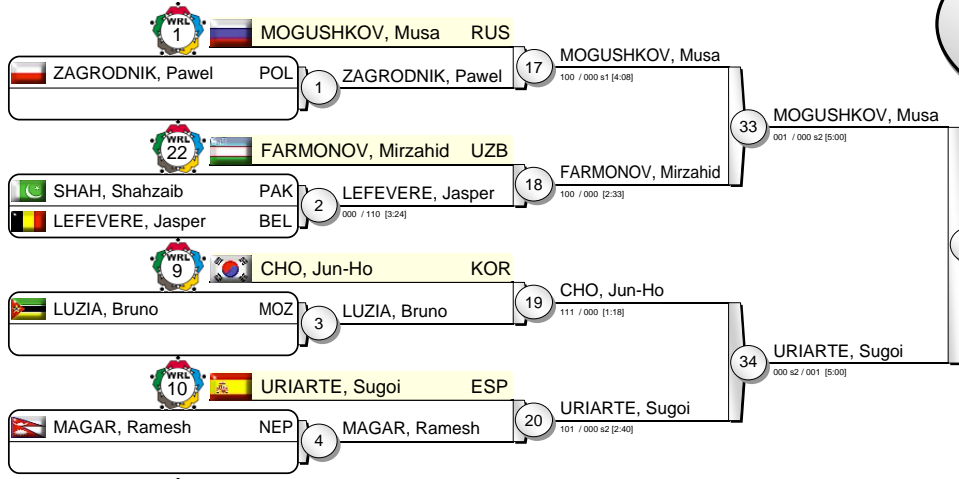 WRL
1
MOGUSHKOV, Musa RUS
ZAGRODNIK, Pawel POL
1
ZAGRODNIK, Pawel
17
MOGUSHKOV, Musa
100 / 000 s1 [4:08]
33
MOGUSHKOV, Musa
001 / 000 s2 [5:00]
WRL
22
FARMONOV, Mirzahid UZB
SHAH, Shahzaib PAK
LEFEVERE, Jasper BEL
2
LEFEVERE, Jasper
000 / 110 [3:24]
18
FARMONOV, Mirzahid
100 / 000 [2:33]
WRL
9
CHO, Jun-Ho KOR
LUZIA, Bruno MOZ
3
LUZIA, Bruno
19
CHO, Jun-Ho
111 / 000 [1:18]
34
URIARTE, Sugoi
000 s2 / 001 [5:00]
WRL
10
URIARTE, Sugoi ESP
MAGAR, Ramesh NEP
4
MAGAR, Ramesh
20
URIARTE, Sugoi
101 / 000 s2 [2:40]